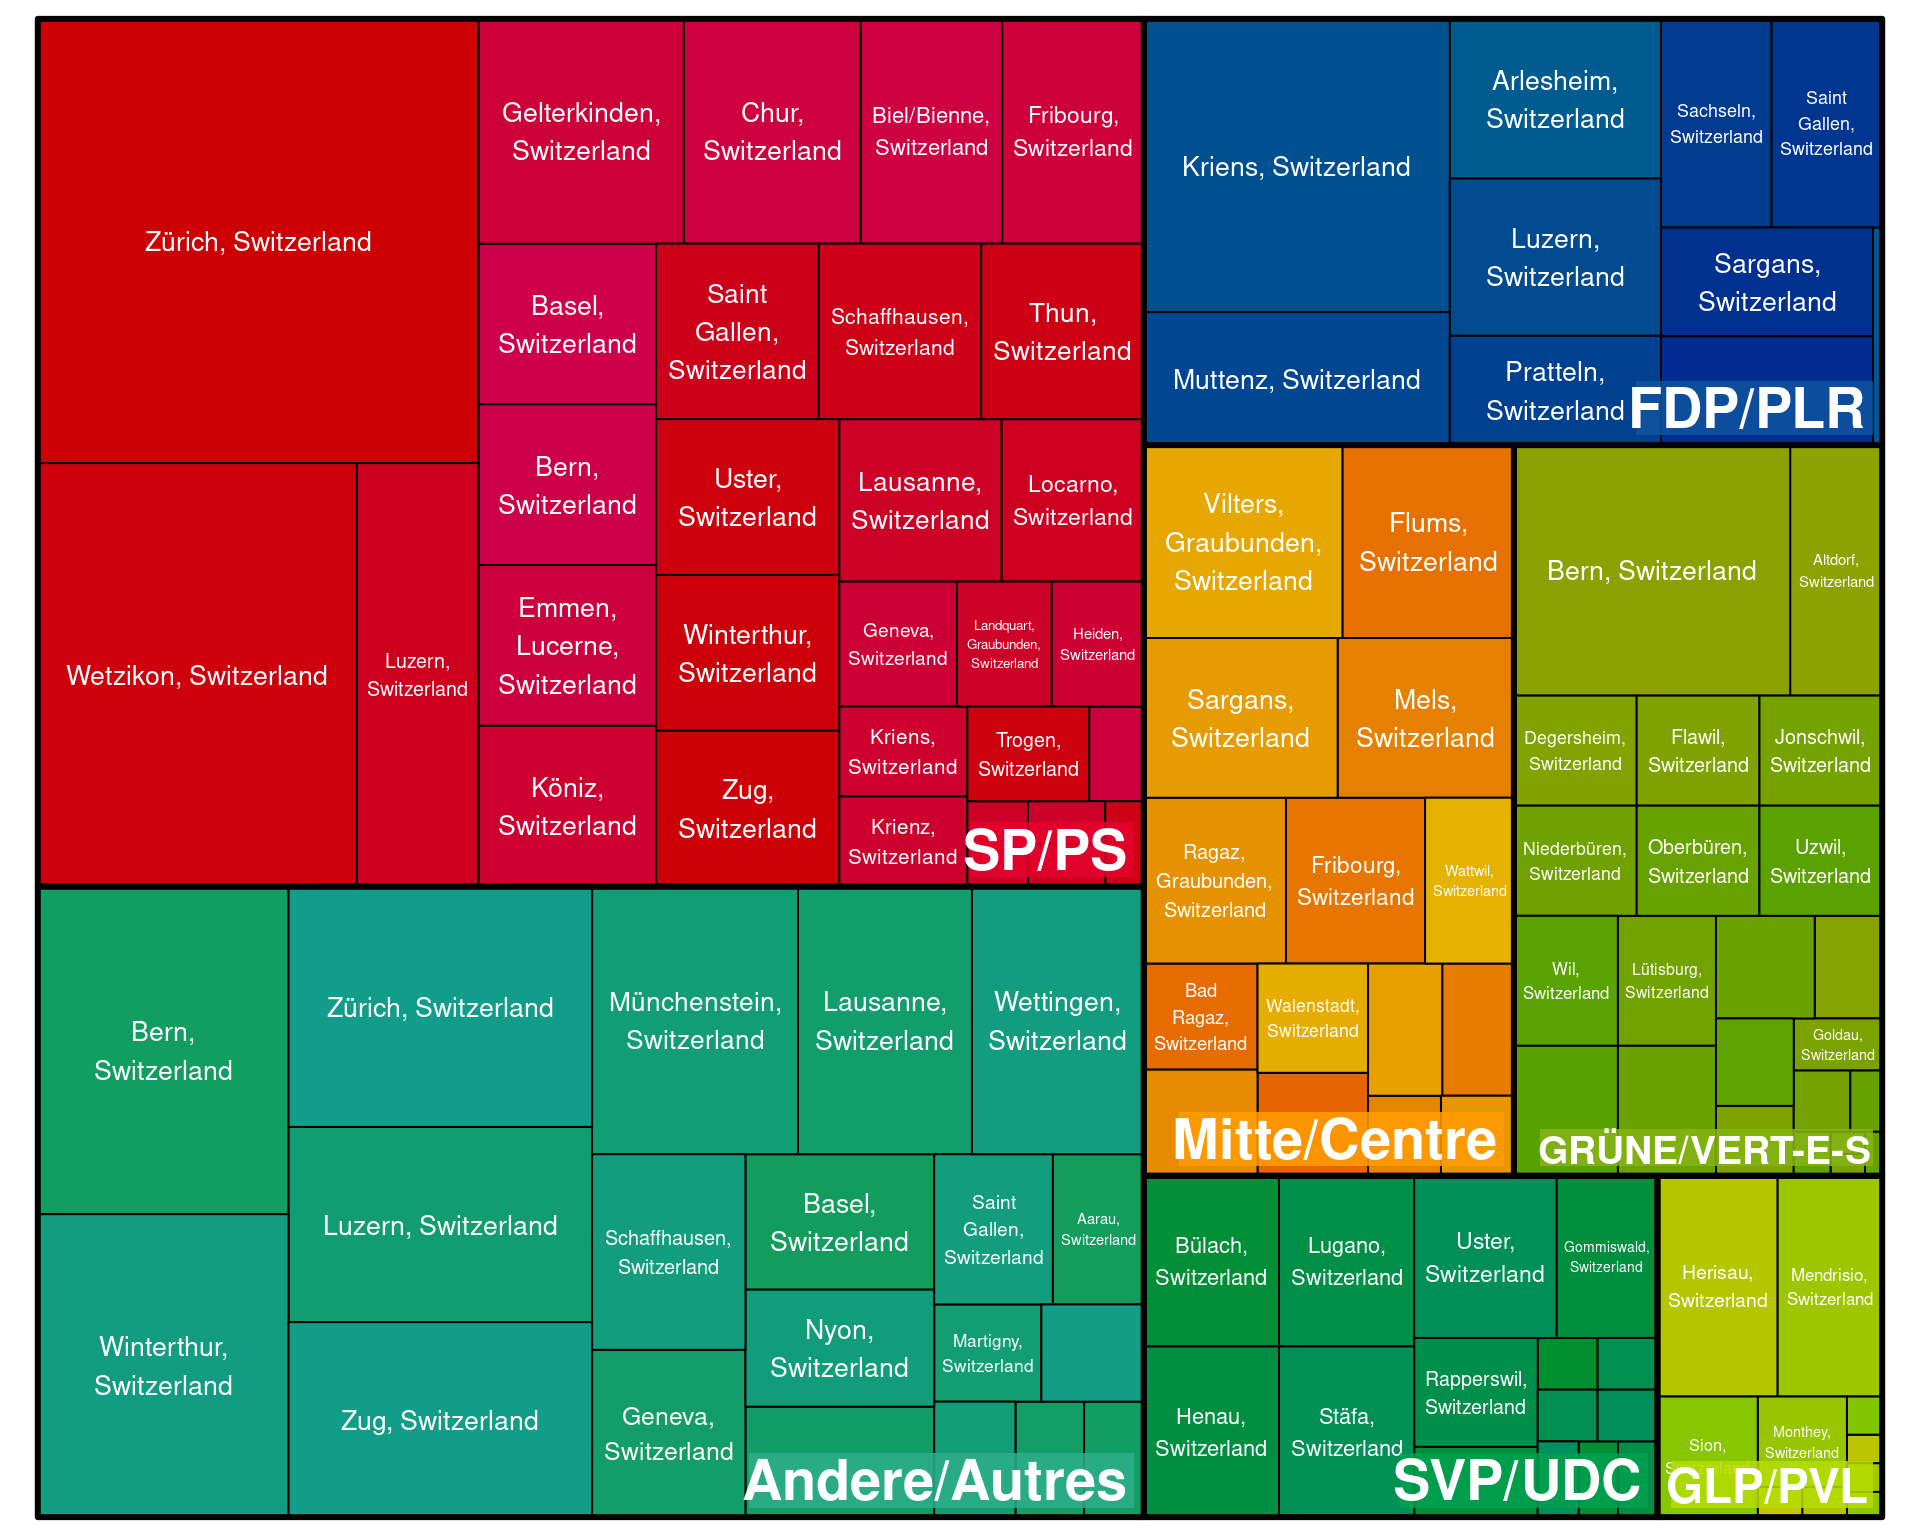 Zürich, Switzerland
Wetzikon, Switzerland
Luzern,
Switzerland
Gelterkinden,
Switzerland
Chur,
Switzerland
Biel/Bienne,
Switzerland
Fribourg,
Switzerland
Basel,
Switzerland
Bern,
Switzerland
Emmen,
Lucerne,
Switzerland
Köniz,
Switzerland
Saint
Gallen,
Switzerland
Schaffhausen,
Switzerland
Thun,
Switzerland
Uster,
Switzerland
Winterthur,
Switzerland
Zug,
Switzerland
Lausanne,
Switzerland
Locarno,
Switzerland
Geneva,
Switzerland
Landquart,
Graubunden,
Switzerland
Heiden,
Switzerland
Kriens,
Switzerland
Krienz,
Switzerland
Trogen,
Switzerland
SP/PS
Bern,
Switzerland
Winterthur,
Switzerland
Zürich, Switzerland
Luzern, Switzerland
Zug, Switzerland
Münchenstein,
Switzerland
Lausanne,
Switzerland
Wettingen,
Switzerland
Schaffhausen,
Switzerland
Geneva,
Switzerland
Basel,
Switzerland
Nyon,
Switzerland
Saint
Gallen,
Switzerland
Aarau,
Switzerland
Martigny,
Switzerland
Andere/Autres
Kriens, Switzerland
Muttenz, Switzerland
Arlesheim,
Switzerland
Luzern,
Switzerland
Pratteln,
Switzerland
Sachseln,
Switzerland
Saint
Gallen,
Switzerland
Sargans,
Switzerland
FDP/PLR
Vilters,
Graubunden,
Switzerland
Flums,
Switzerland
Sargans,
Switzerland
Mels,
Switzerland
Ragaz,
Graubunden,
Switzerland
Fribourg,
Switzerland
Wattwil,
Switzerland
Bad
Ragaz,
Switzerland
Walenstadt,
Switzerland
Mitte/Centre
Bern, Switzerland
Altdorf,
Switzerland
Degersheim,
Switzerland
Flawil,
Switzerland
Jonschwil,
Switzerland
Niederbüren,
Switzerland
Oberbüren,
Switzerland
Uzwil,
Switzerland
Wil,
Switzerland
Lütisburg,
Switzerland
Goldau,
Switzerland
GRÜNE/VERT-E-S
Bülach,
Switzerland
Lugano,
Switzerland
Uster,
Switzerland
Gommiswald,
Switzerland
Henau,
Switzerland
Stäfa,
Switzerland
Rapperswil,
Switzerland
SVP/UDC
Herisau,
Switzerland
Mendrisio,
Switzerland
Sion,
Monthey,
Switzerland
GLP/PVL